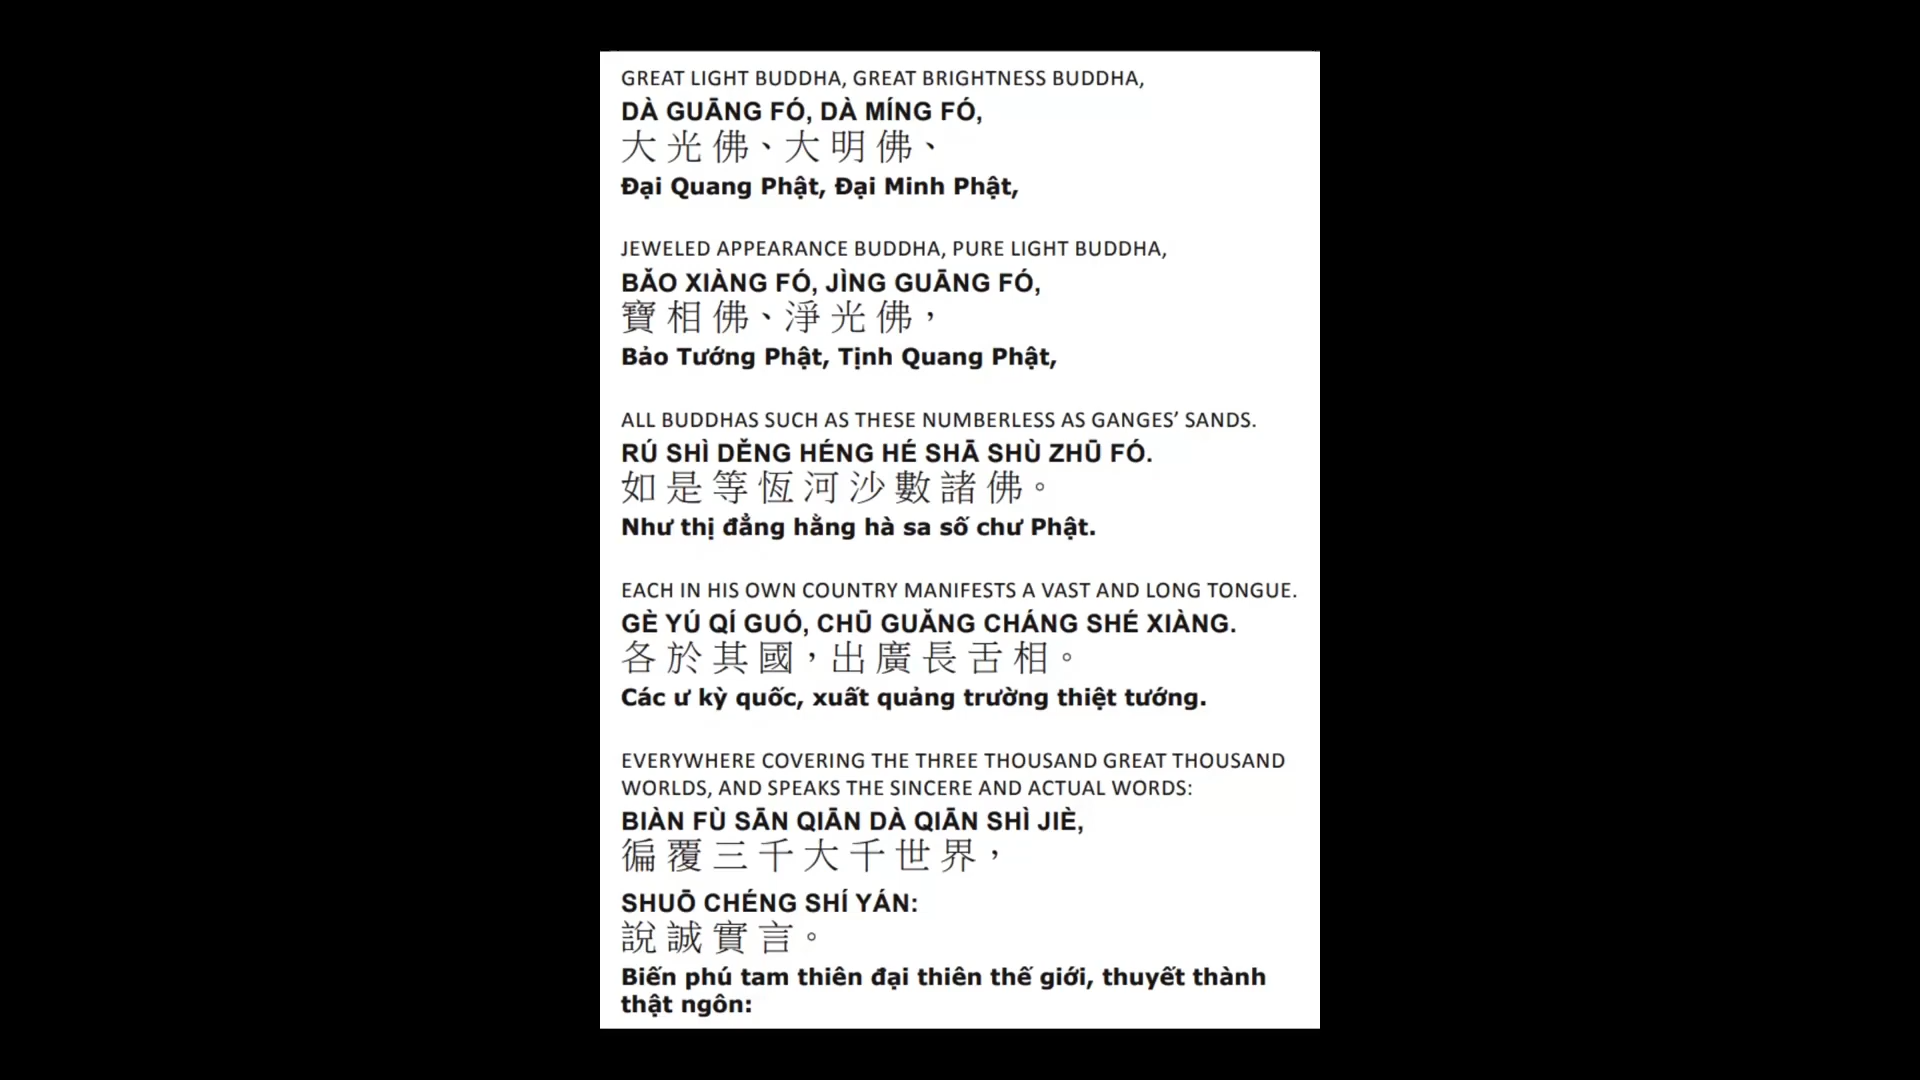 GREAT LIGHT BUDDHA, GREAT BRIGHTNESS BUDDHA,
DÀ GUĀNG FÓ, DÀ MÍNG FÓ,
大光佛、大明佛、
Đại Quang Phật, Đại Minh Phật,
JEWELED APPEARANCE BUDDHA, PURE LIGHT BUDDHA,
BǍO XIÀNG FÓ, JÌNG GUĀNG FÓ,
寶相佛、淨光佛，
Bảo Tướng Phật, Tịnh Quang Phật,
ALL BUDDHAS SUCH AS THESE NUMBERLESS AS GANGES’ SANDS.
RÚ SHÌ DĚNG HÉNG HÉ SHĀ SHÙ ZHŪ FÓ.
如是等恆河沙數諸佛。
Như thị đẳng hằng hà sa số chư Phật.
EACH IN HIS OWN COUNTRY MANIFESTS A VAST AND LONG TONGUE.
GÈ YÚ QÍ GUÓ, CHŪ GUǍNG CHÁNG SHÉ XIÀNG.
各於其國，出廣長舌相。
Các ư kỳ quốc, xuất quảng trường thiệt tướng.
EVERYWHERE COVERING THE THREE THOUSAND GREAT THOUSAND
WORLDS, AND SPEAKS THE SINCERE AND ACTUAL WORDS:
BIÀN FÙ SĀN QIĀN DÀ QIĀN SHÌ JIÈ,
徧覆三千大千世界，
SHUŌ CHÉNG SHÍ YÁN:
說誠實言。
Biến phú tam thiên đại thiên thế giới, thuyết thành
thật ngôn: